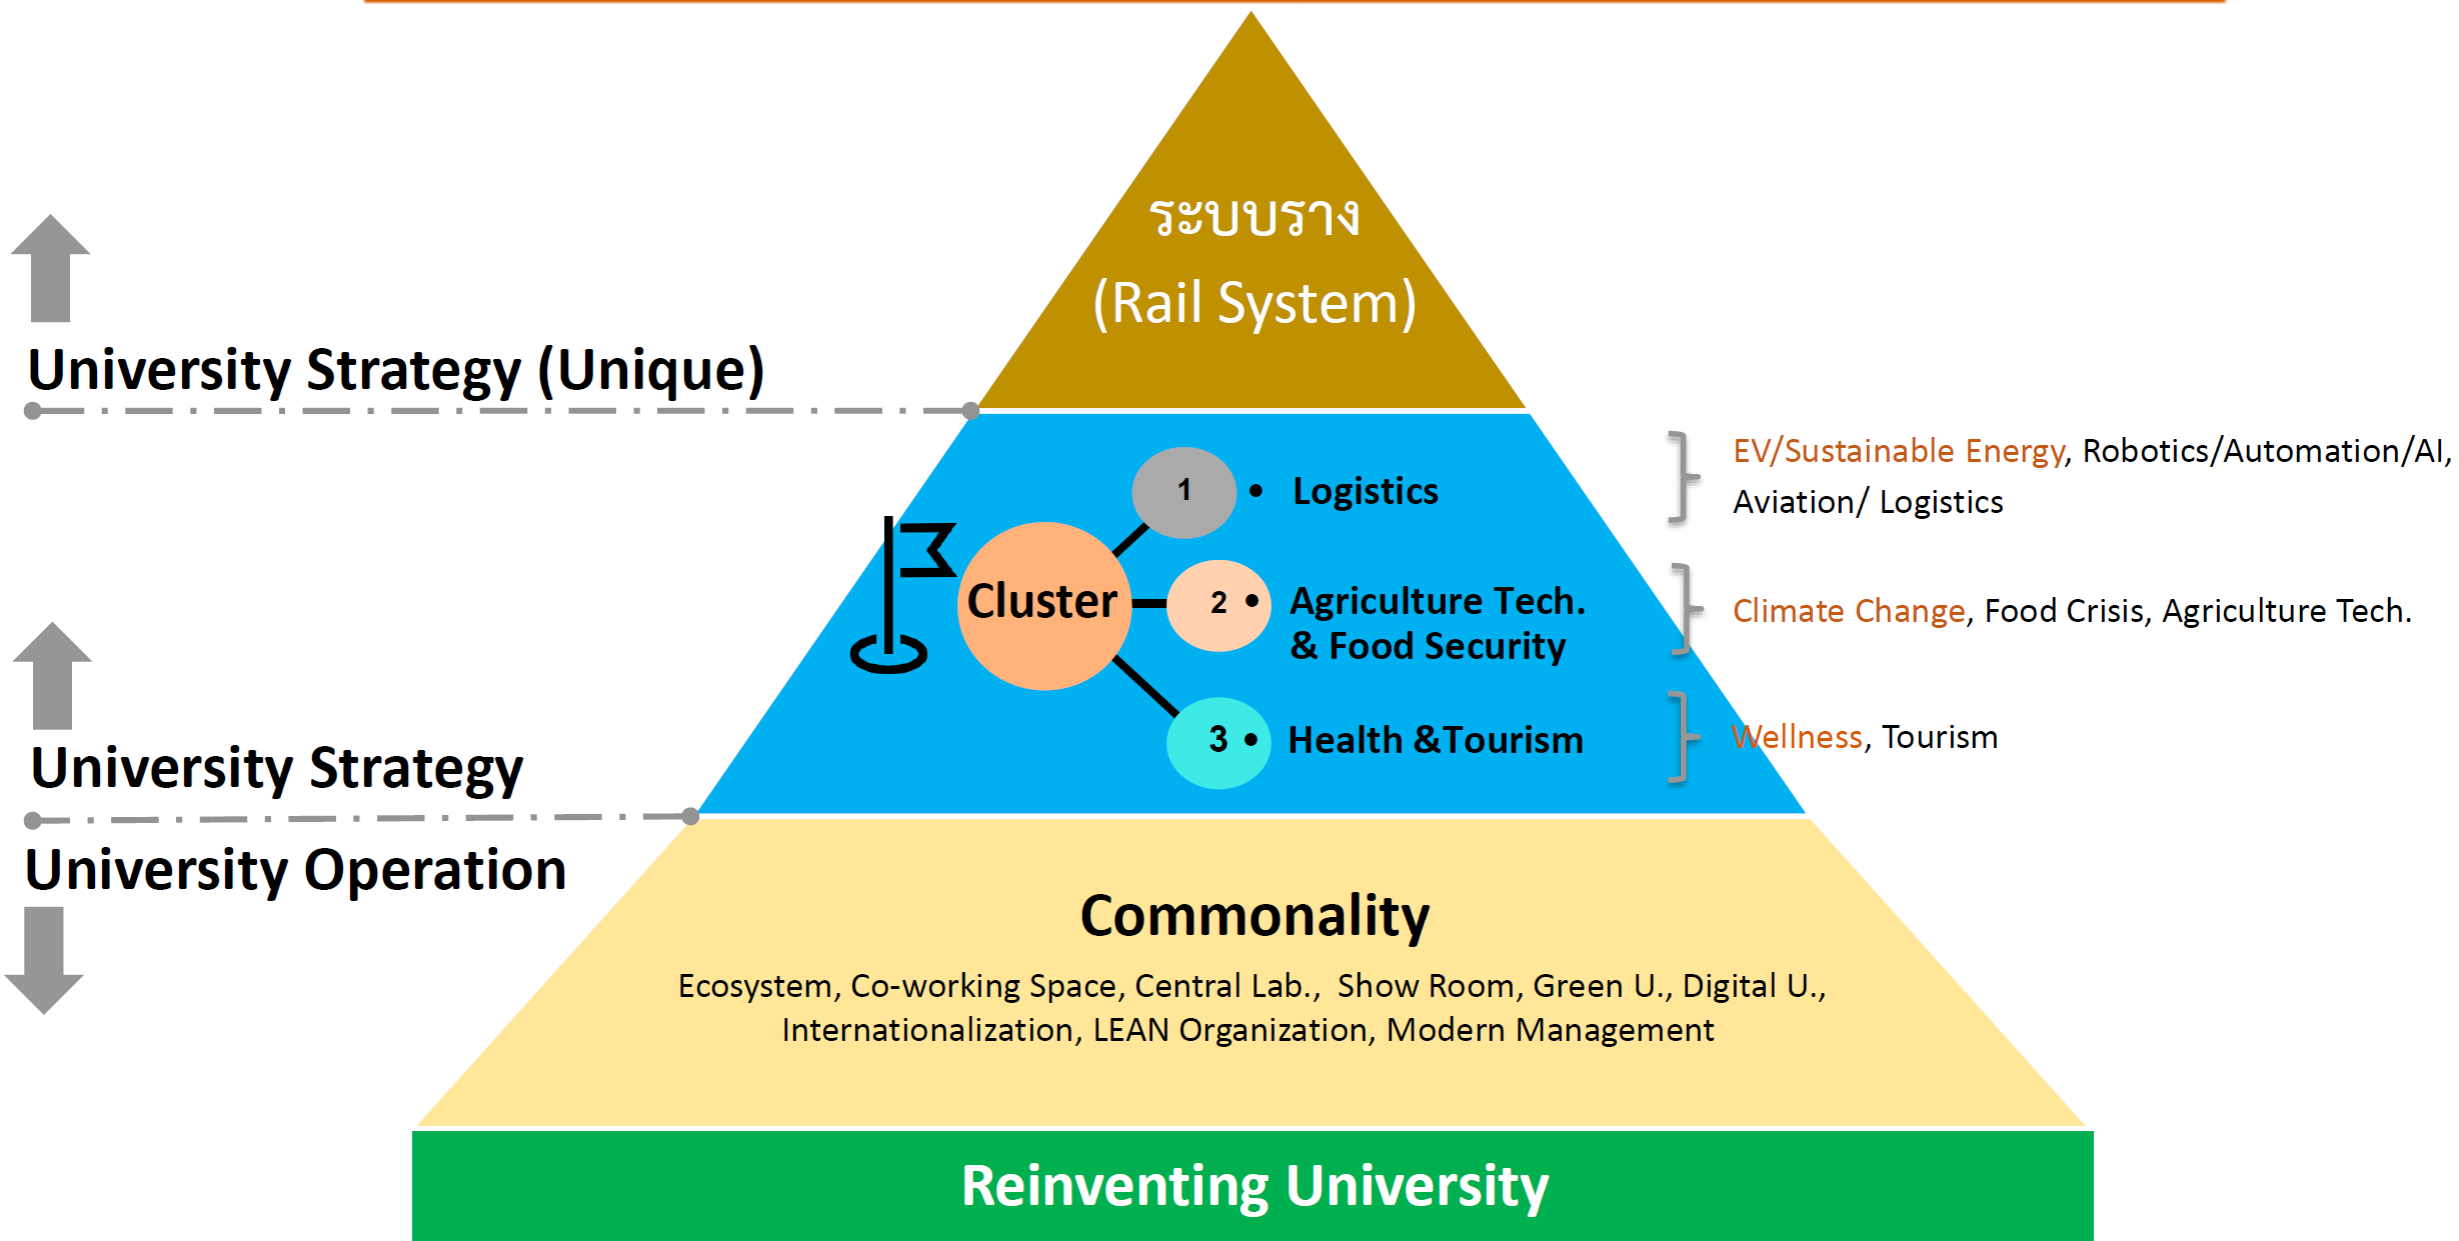 ระบบราง
(Rail System)
University Strategy (Unique)
EV/Sustainable Energy, Robotics/Automation/AI,
Aviation/ Logistics
1 • Logistics
Cluster
2 • Agriculture Tech.
& Food Security
Climate Change, Food Crisis, Agriculture Tech.
3 • Health &Tourism
Wellness, Tourism
University Strategy
University Operation
Commonality
Ecosystem, Co-working Space, Central Lab.,  Show Room, Green U., Digital U.,
Internationalization, LEAN Organization, Modern Management
Reinventing University